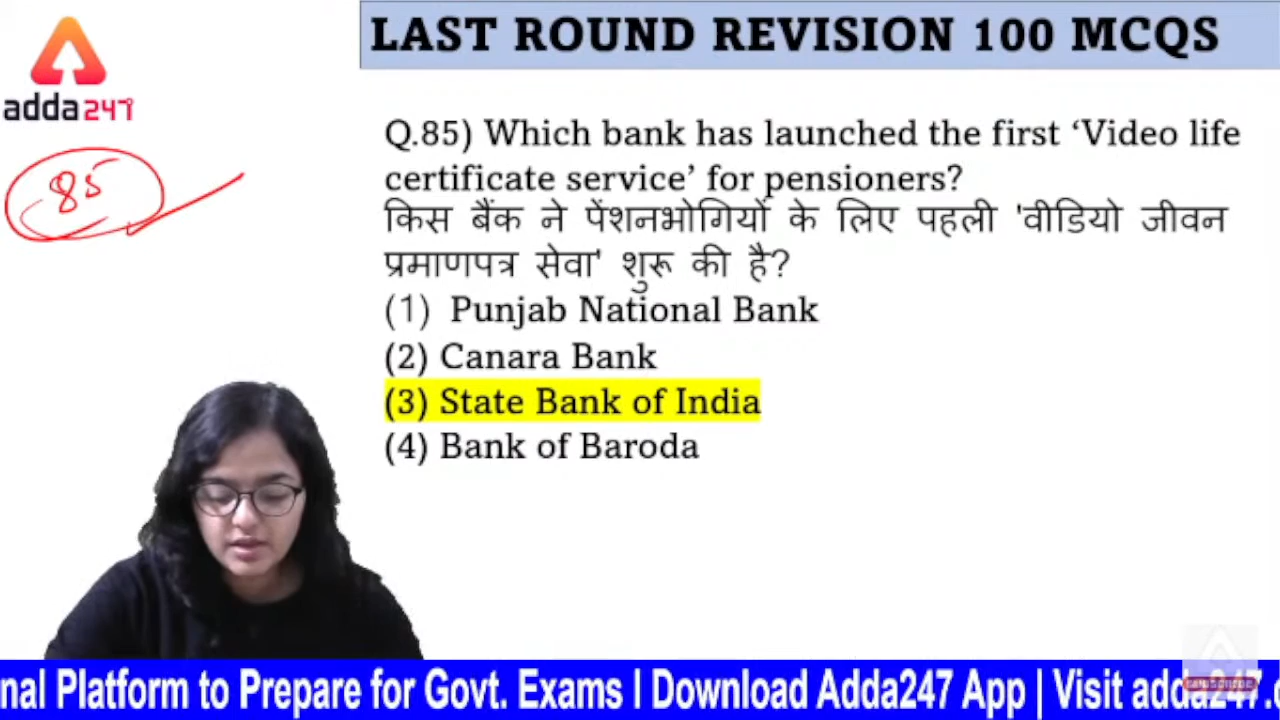 LAST ROUND REVISION 100 MCQS
adda247
85
Q.85) Which bank has launched the first ‘Video life
certificate service’ for pensioners?
किस बैंक ने पेंशनभोगियों के लिए पहली 'वीडियो जीवन
प्रमाणपत्र सेवा' शुरू की है?
(1) Punjab National Bank
(2) Canara Bank
(3) State Bank of India
(4) Bank of Baroda
SUBSCRIBE
nal Platform to Prepare for Govt. Exams I Download Adda247 App | Visit adda247.c